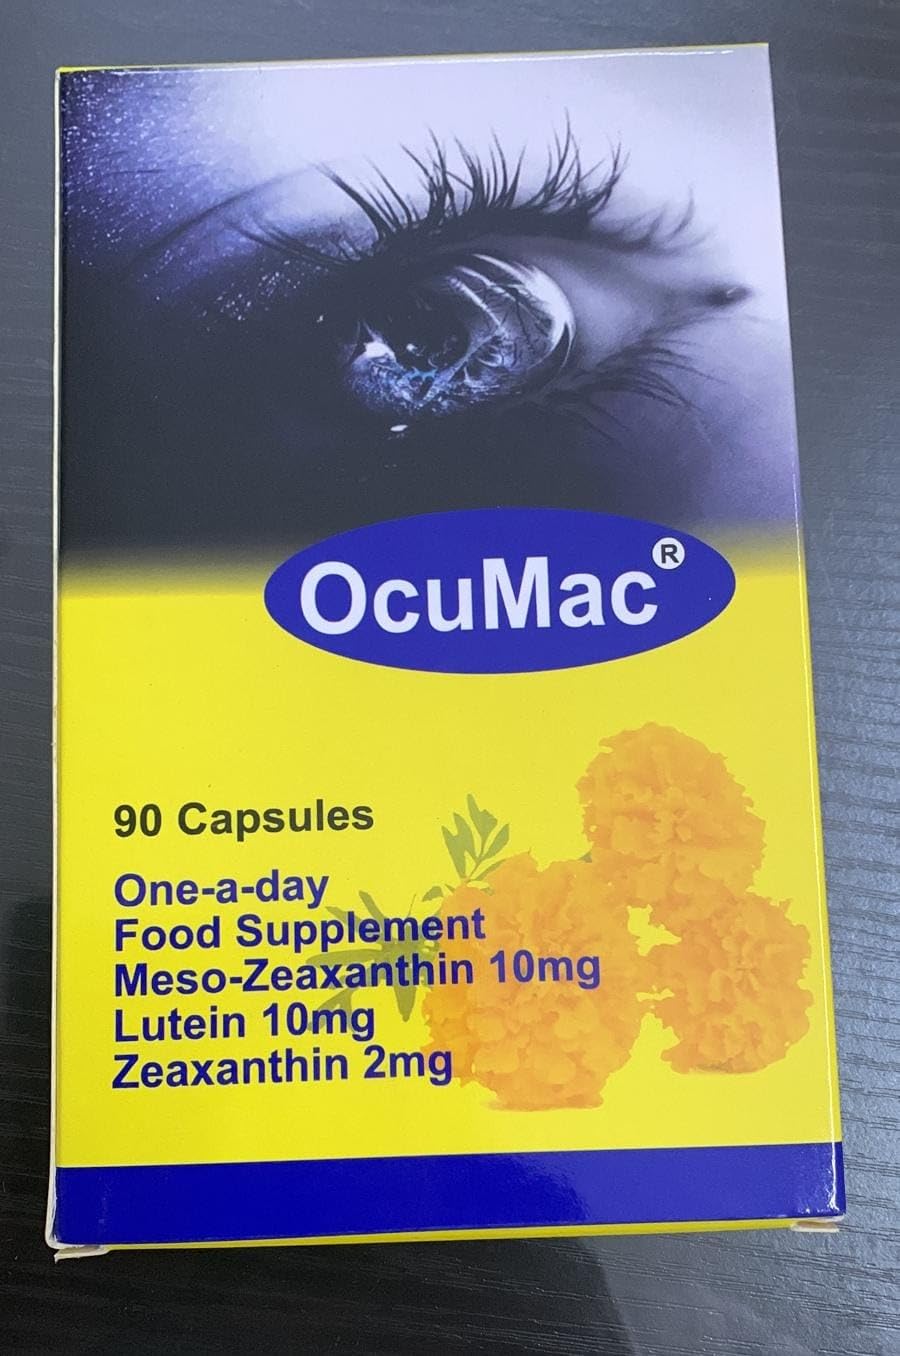 OcuMac®
90 Capsules
One-a-day
Food Supplement
Meso-Zeaxanthin 10mg
Lutein 10mg
Zeaxanthin 2mg